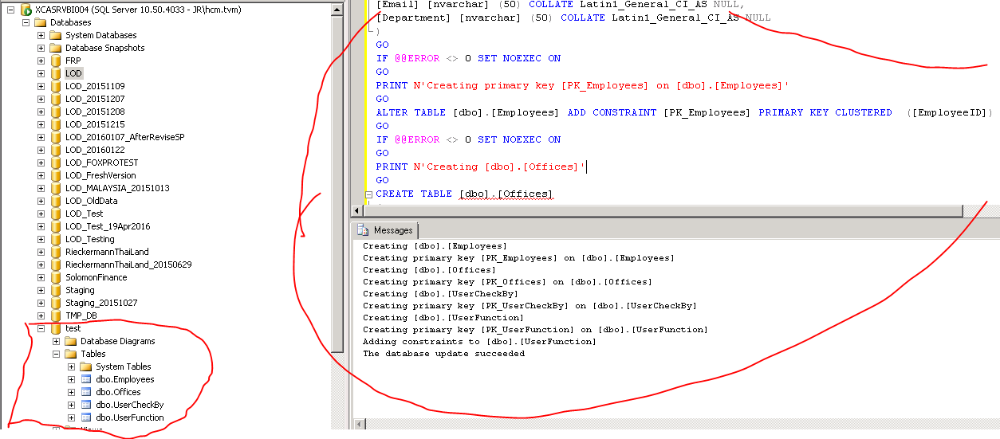 XCASRVBI004 (SQL Server 10.50.4033 - JR\hcm.tvm)
Databases
System Databases
Database Snapshots
FRP
LOD
LOD_20151109
LOD_20151207
LOD_20151208
LOD_20151215
LOD_20160107_AfterReviseSP
LOD_20160122
LOD_FOXPROTEST
LOD_FreshVersion
LOD_MALAYSIA_20151013
LOD_OldData
LOD_Test
LOD_Test_19Apr2016
LOD_Testing
RieckermannThaiLand
RieckermannThaiLand_20150629
SolomonFinance
Staging
Staging_20151027
TMP_DB
test
Database Diagrams
Tables
System Tables
dbo.Employees
dbo.Offices
dbo.UserCheckBy
dbo.UserFunction
Views
[Email] [nvarchar] (50) COLLATE Latin1_General_CI_AS NULL,
[Department] [nvarchar] (50) COLLATE Latin1_General_CI_AS NULL
)
GO
IF @@ERROR <> 0 SET NOEXEC ON
GO
PRINT N'Creating primary key [PK_Employees] on [dbo].[Employees]'
GO
ALTER TABLE [dbo].[Employees] ADD CONSTRAINT [PK_Employees] PRIMARY KEY CLUSTERED  ([EmployeeID])
GO
IF @@ERROR <> 0 SET NOEXEC ON
GO
PRINT N'Creating [dbo].[Offices]'
GO
CREATE TABLE [dbo].[Offices]
Messages
Creating [dbo].[Employees]
Creating primary key [PK_Employees] on [dbo].[Employees]
Creating [dbo].[Offices]
Creating primary key [PK_Offices] on [dbo].[Offices]
Creating [dbo].[UserCheckBy]
Creating primary key [PK_UserCheckBy] on [dbo].[UserCheckBy]
Creating [dbo].[UserFunction]
Creating primary key [PK_UserFunction] on [dbo].[UserFunction]
Adding constraints to [dbo].[UserFunction]
The database update succeeded